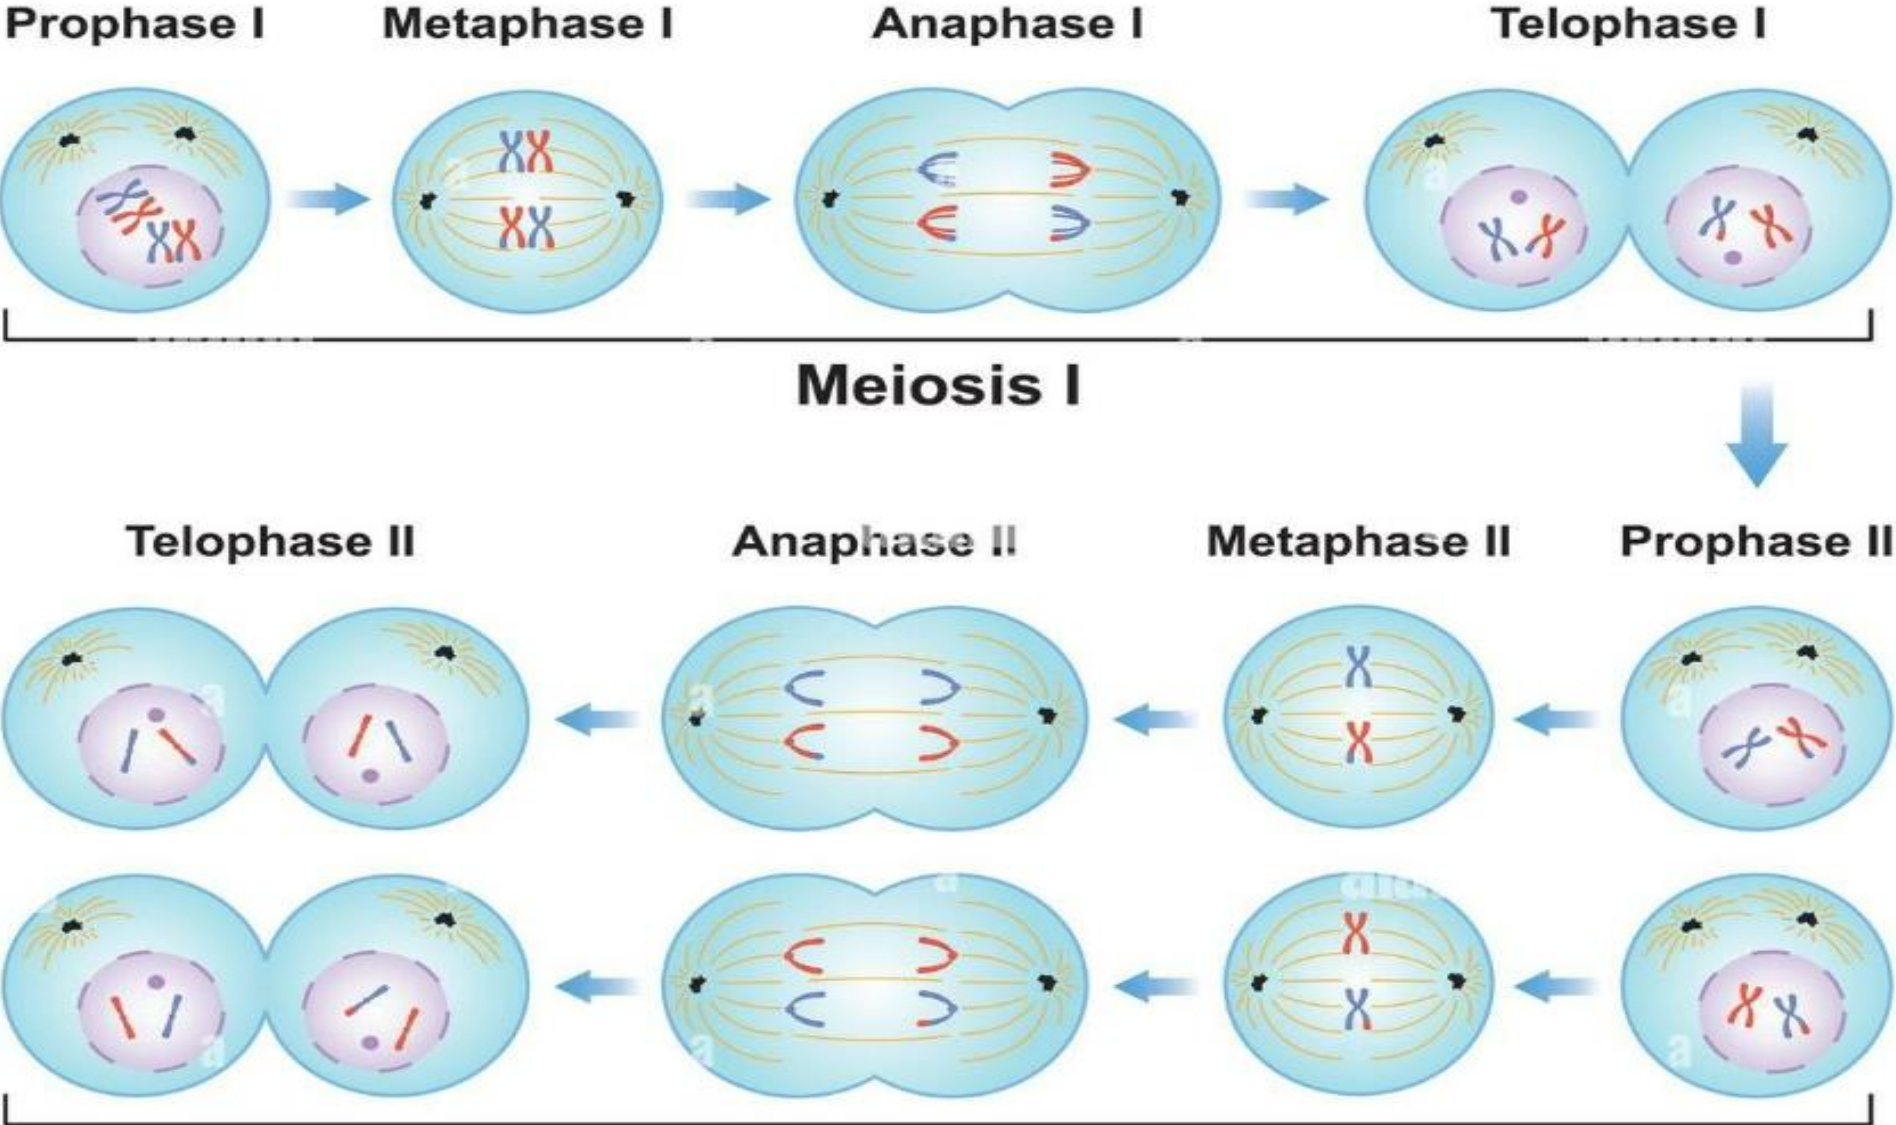 Prophase I
Metaphase I
Anaphase I
Telophase I
Meiosis I
Telophase II
Anaphase II
Metaphase II
Prophase II
a
a
a
a
a
a
a
a
a